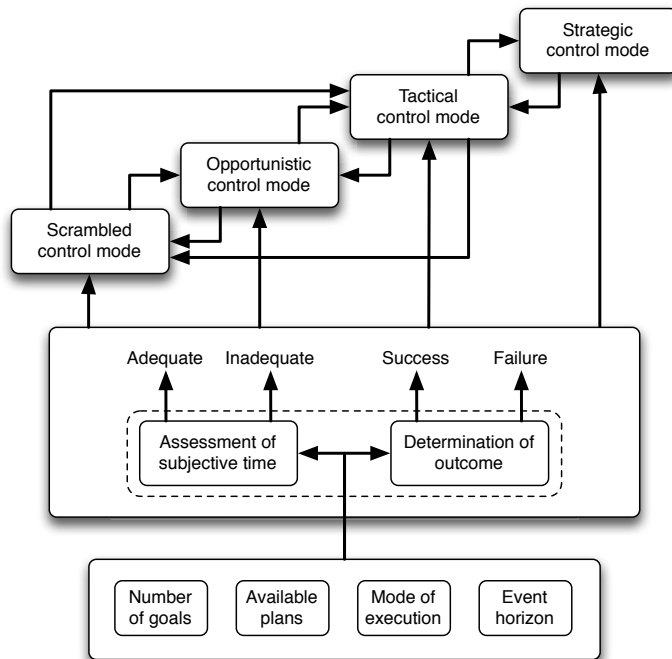 Strategic
control mode
Tactical
control mode
Opportunistic
control mode
Scrambled
control mode
Adequate
Inadequate
Success
Failure
Assessment of
subjective time
Determination of
outcome
Number
of goals
Available
plans
Mode of
execution
Event
horizon